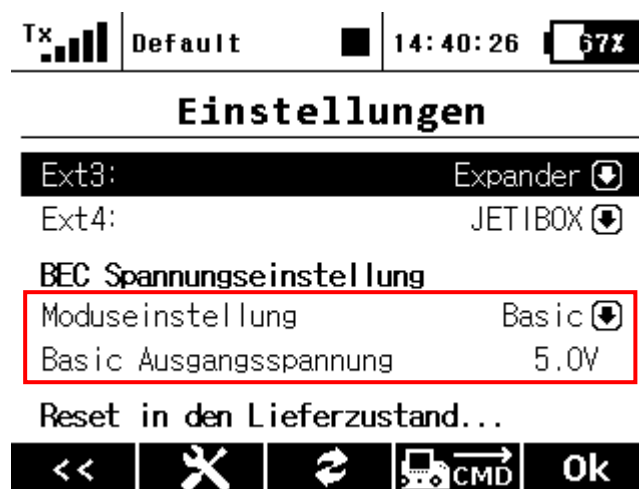 Tx Default 14:40:26 67%
Einstellungen
Ext3: Expander
Ext4: JETIBOX
BEC Spannungseinstellung
Moduseinstellung Basic
Basic Ausgangsspannung 5.0V
Reset in den Lieferzustand...
<< CMD Ok